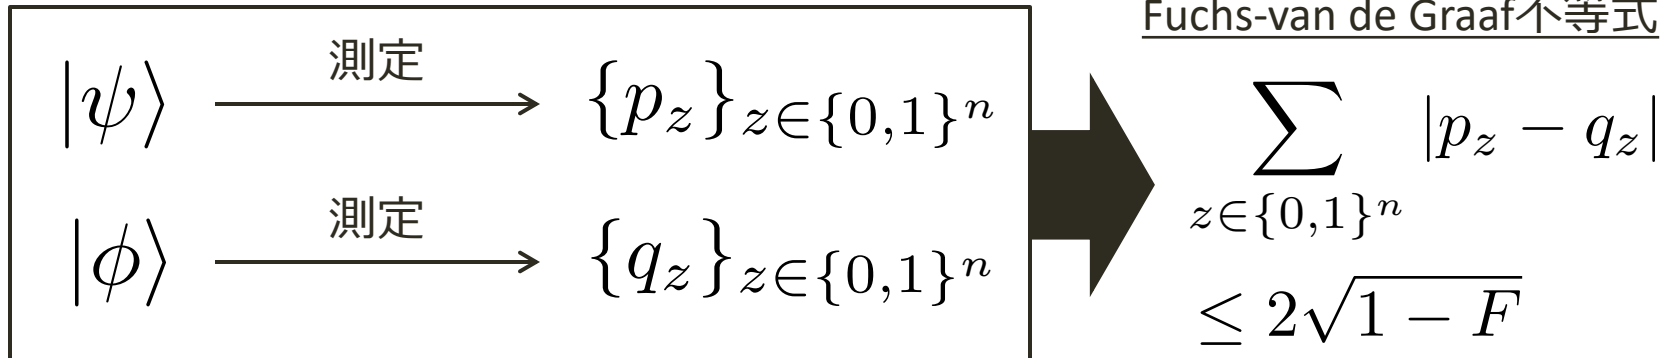 測定
|ψ⟩ → {p_z}_{z∈{0,1}^n}
測定
|ϕ⟩ → {q_z}_{z∈{0,1}^n}
Fuchs-van de Graaf不等式
∑_{z∈{0,1}^n} |p_z − q_z|
≤ 2√(1 − F)